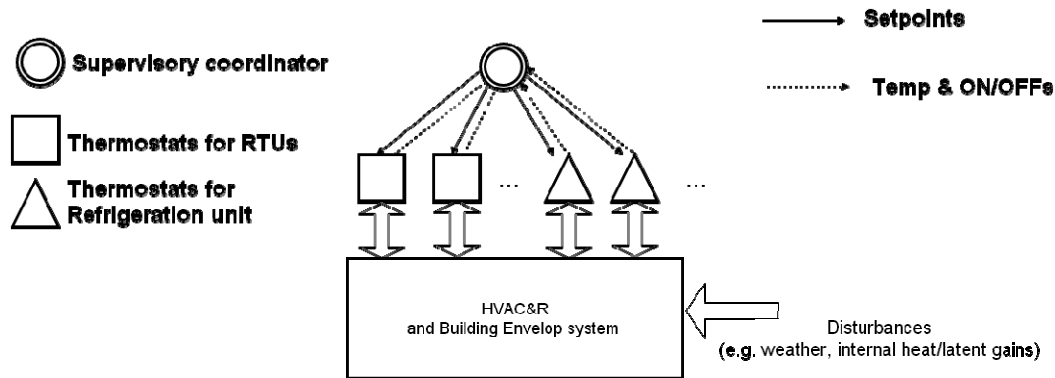 Supervisory coordinator
Thermostats for RTUs
Thermostats for
Refrigeration unit
Setpoints
Temp & ON/OFFs
...
...
HVAC&R
and Building Envelop system
Disturbances
(e.g. weather, internal heat/latent gains)